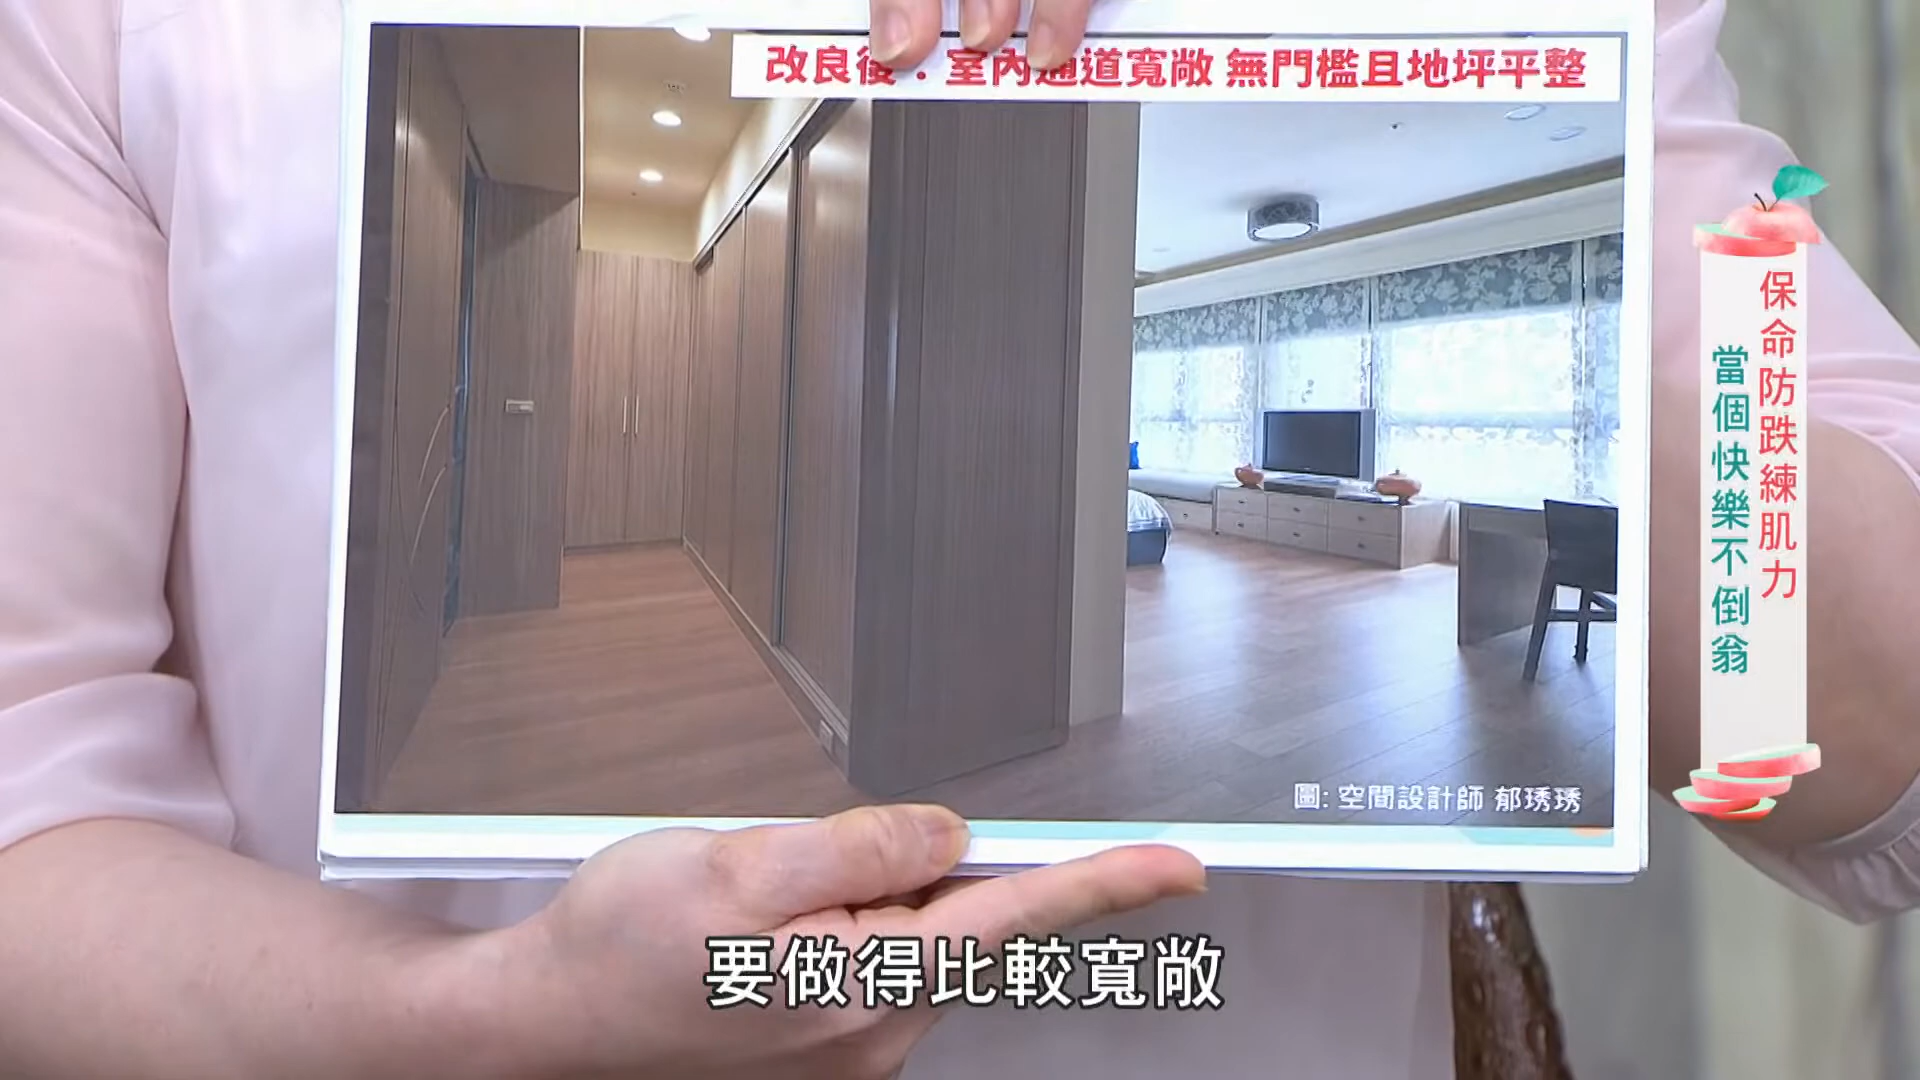 改良後：室內通道寬敞 無門檻且地坪平整
保命防跌練肌力
當個快樂不倒翁
圖: 空間設計師 郁琇琇
要做得比較寬敞